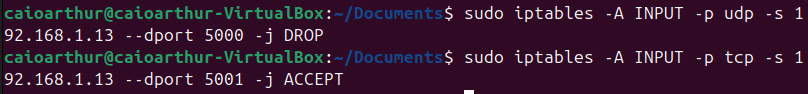 caioarthur@caioarthur-VirtualBox:~/Documents$ sudo iptables -A INPUT -p udp -s 1
92.168.1.13 --dport 5000 -j DROP
caioarthur@caioarthur-VirtualBox:~/Documents$ sudo iptables -A INPUT -p tcp -s 1
92.168.1.13 --dport 5001 -j ACCEPT